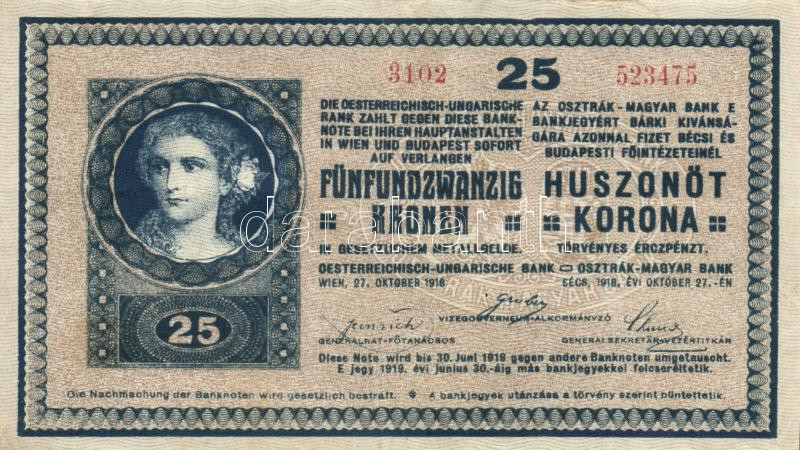 3102 25 523475
DIE OESTERREICHISCH-UNGARISCHE
BANK ZAHLT GEGEN DIESE BANK-
NOTE BEI IHREN HAUPTANSTALTEN
IN WIEN UND BUDAPEST SOFORT
AUF VERLANGEN
FÜNFUNDZWANZIG
KRONEN
IN GESETZLICHEM METALLGELDE.
OESTERREICHISCH-UNGARISCHE BANK
WIEN, 27. OKTOBER 1918
AZ OSZTRÁK-MAGYAR BANK E
BANKJEGYÉRT BÁRKI KIVÁNSÁ-
GÁRA AZONNAL FIZET BÉCSI ÉS
BUDAPESTI FŐINTÉZETEINÉL
HUSZONÖT
KORONA
TÖRVÉNYES ÉRCZPÉNZT.
OSZTRÁK-MAGYAR BANK
BÉCS, 1918. ÉVI OKTÓBER 27.-ÉN
darabanth
VIZEGOUVERNEUR-ALKORMÁNYZÓ
GENERALRAT-FŐTANÁCSOS
GENERALSEKRETÄR-VEZÉRTITKÁR
25
Diese Note wird bis 30. Juni 1919 gegen andere Banknoten umgetauscht.
E jegy 1919. évi junius 30.-áig más bankjegyekkel felcseréltetik.
Die Nachmachung der Banknoten wird gesetzlich bestraft. * A bankjegyek utánzása a törvény szerint büntettetik.